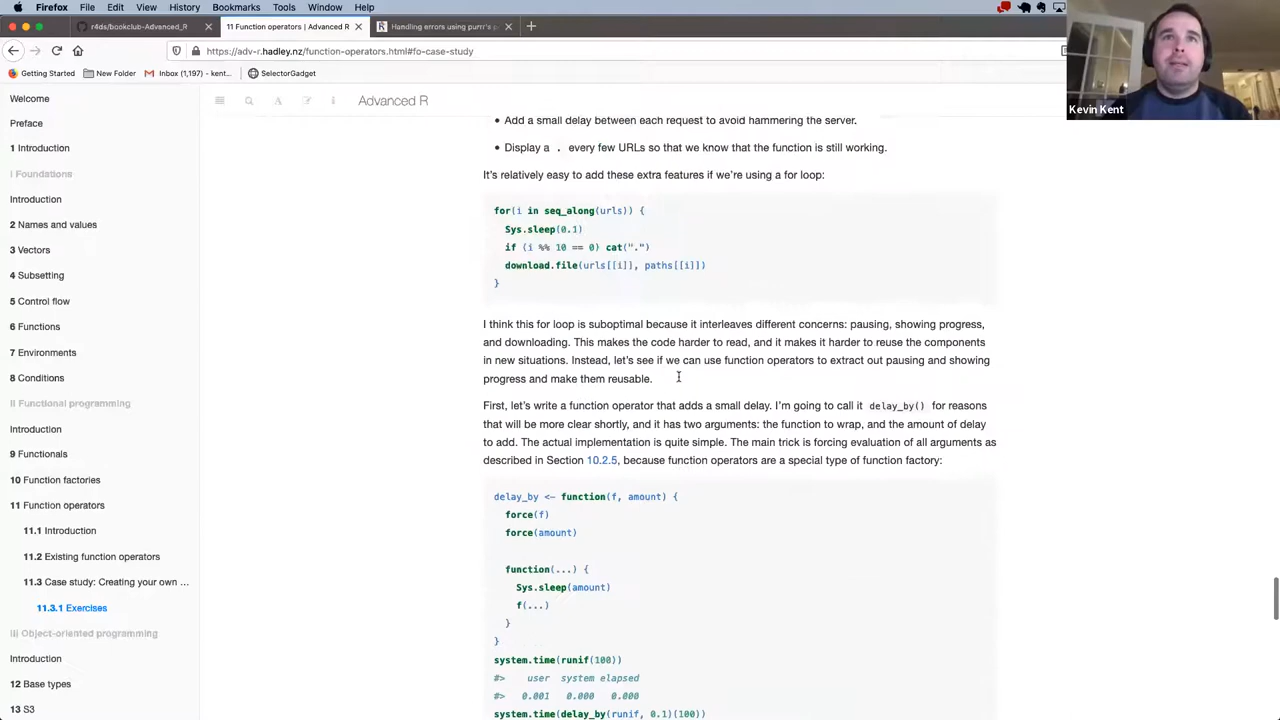 Firefox File Edit View History Bookmarks Tools Window Help
r4ds/bookclub-Advanced_R
11 Function operators | Advanced R
Handling errors using purrr's p
https://adv-r.hadley.nz/function-operators.html#fo-case-study
Getting Started New Folder Inbox (1,197) - kent... SelectorGadget
Welcome
Preface
1 Introduction
I Foundations
Introduction
2 Names and values
3 Vectors
4 Subsetting
5 Control flow
6 Functions
7 Environments
8 Conditions
II Functional programming
Introduction
9 Functionals
10 Function factories
11 Function operators
11.1 Introduction
11.2 Existing function operators
11.3 Case study: Creating your own ...
11.3.1 Exercises
III Object-oriented programming
Introduction
12 Base types
13 S3
Advanced R
• Add a small delay between each request to avoid hammering the server.
• Display a . every few URLs so that we know that the function is still working.
It's relatively easy to add these extra features if we're using a for loop:
for(i in seq_along(urls)) {
Sys.sleep(0.1)
if (i %% 10 == 0) cat(".")
download.file(urls[[i]], paths[[i]])
}
I think this for loop is suboptimal because it interleaves different concerns: pausing, showing progress,
and downloading. This makes the code harder to read, and it makes it harder to reuse the components
in new situations. Instead, let's see if we can use function operators to extract out pausing and showing
progress and make them reusable.
First, let's write a function operator that adds a small delay. I'm going to call it delay_by() for reasons
that will be more clear shortly, and it has two arguments: the function to wrap, and the amount of delay
to add. The actual implementation is quite simple. The main trick is forcing evaluation of all arguments as
described in Section 10.2.5, because function operators are a special type of function factory:
delay_by <- function(f, amount) {
force(f)
force(amount)
function(...) {
Sys.sleep(amount)
f(...)
}
}
system.time(runif(100))
#> user system elapsed
#> 0.001 0.000 0.000
system.time(delay_by(runif, 0.1)(100))
Kevin Kent